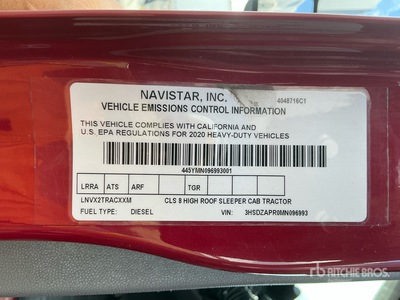 NAVISTAR, INC.
4048716C1
VEHICLE EMISSIONS CONTROL INFORMATION
THIS VEHICLE COMPLIES WITH CALIFORNIA AND
U.S. EPA REGULATIONS FOR 2020 HEAVY-DUTY VEHICLES
445YMN096993001
LRRA ATS ARF TGR
LNVX2TRACXXM CLS 8 HIGH ROOF SLEEPER CAB TRACTOR
FUEL TYPE: DIESEL VIN: 3HSDZAPR0MN096993
rb RITCHIE BROS.